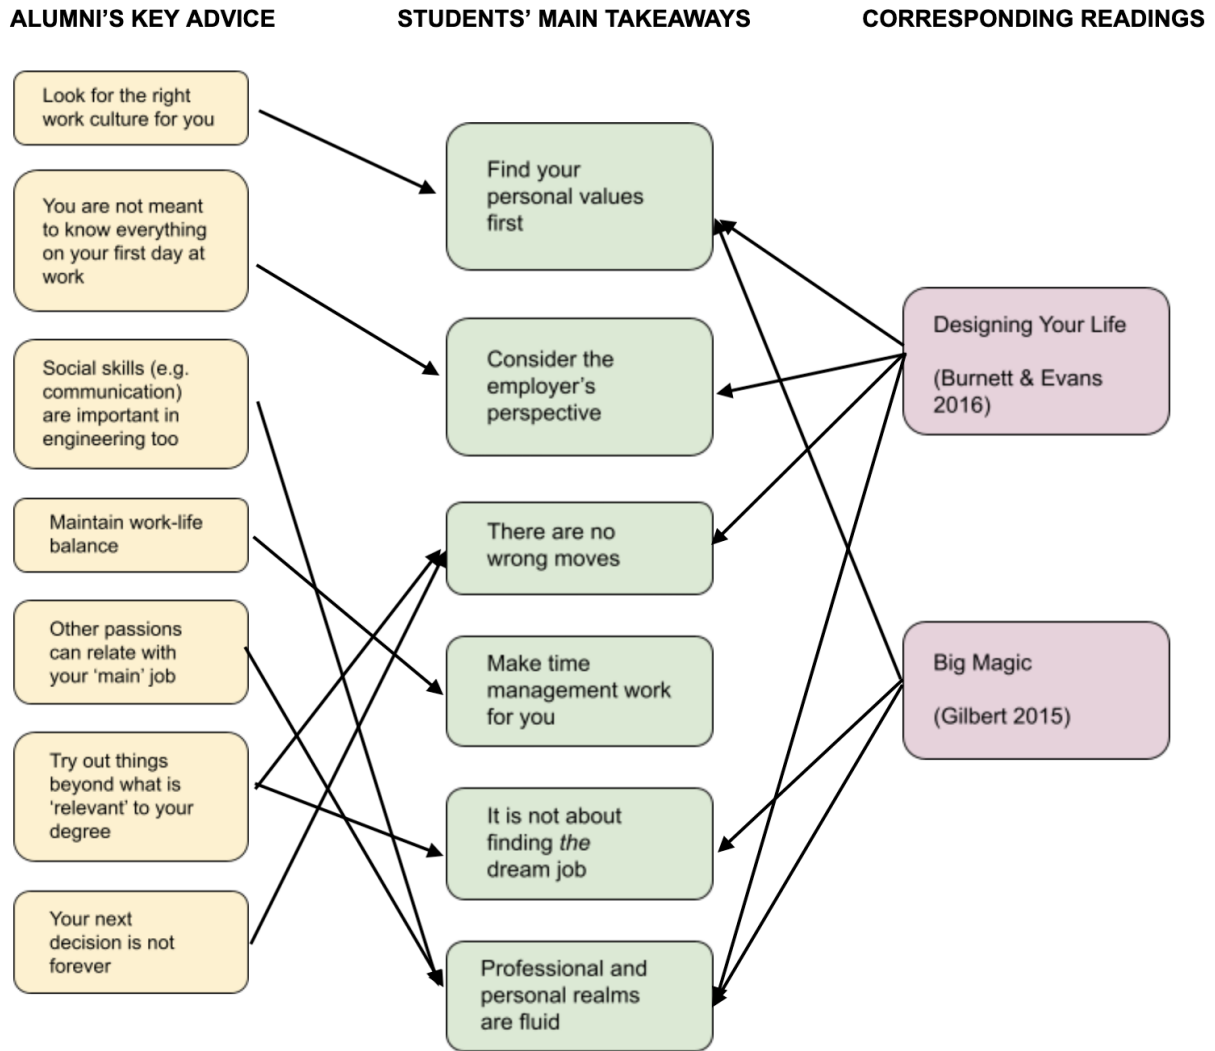 ALUMNI'S KEY ADVICE
STUDENTS' MAIN TAKEAWAYS
CORRESPONDING READINGS
Look for the right
work culture for you
You are not meant
to know everything
on your first day at
work
Social skills (e.g.
communication)
are important in
engineering too
Maintain work-life
balance
Other passions
can relate with
your ‘main’ job
Try out things
beyond what is
‘relevant’ to your
degree
Your next
decision is not
forever
Find your
personal values
first
Consider the
employer’s
perspective
There are no
wrong moves
Make time
management work
for you
It is not about
finding the
dream job
Professional and
personal realms
are fluid
Designing Your Life
(Burnett & Evans
2016)
Big Magic
(Gilbert 2015)